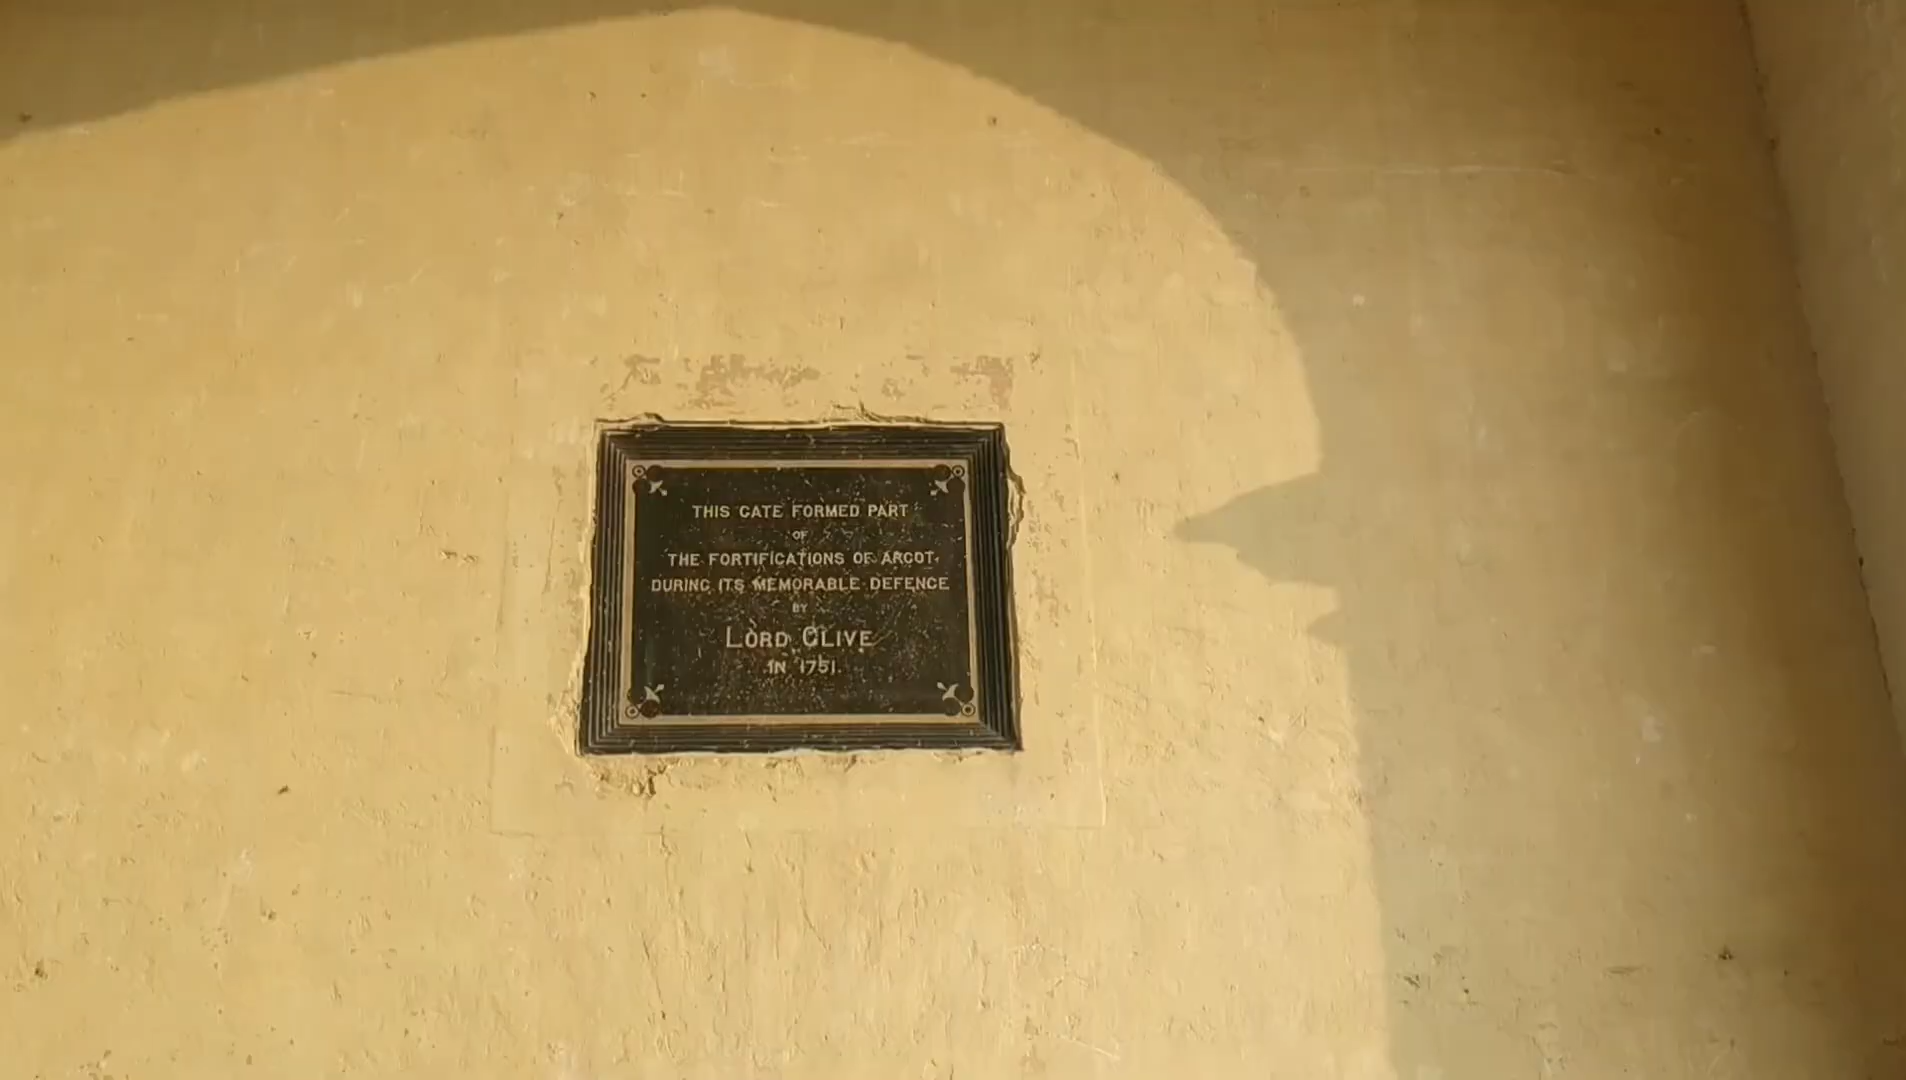 THIS GATE FORMED PART
OF
THE FORTIFICATIONS OF ARCOT,
DURING ITS MEMORABLE DEFENCE
BY
LORD CLIVE
IN 1751.